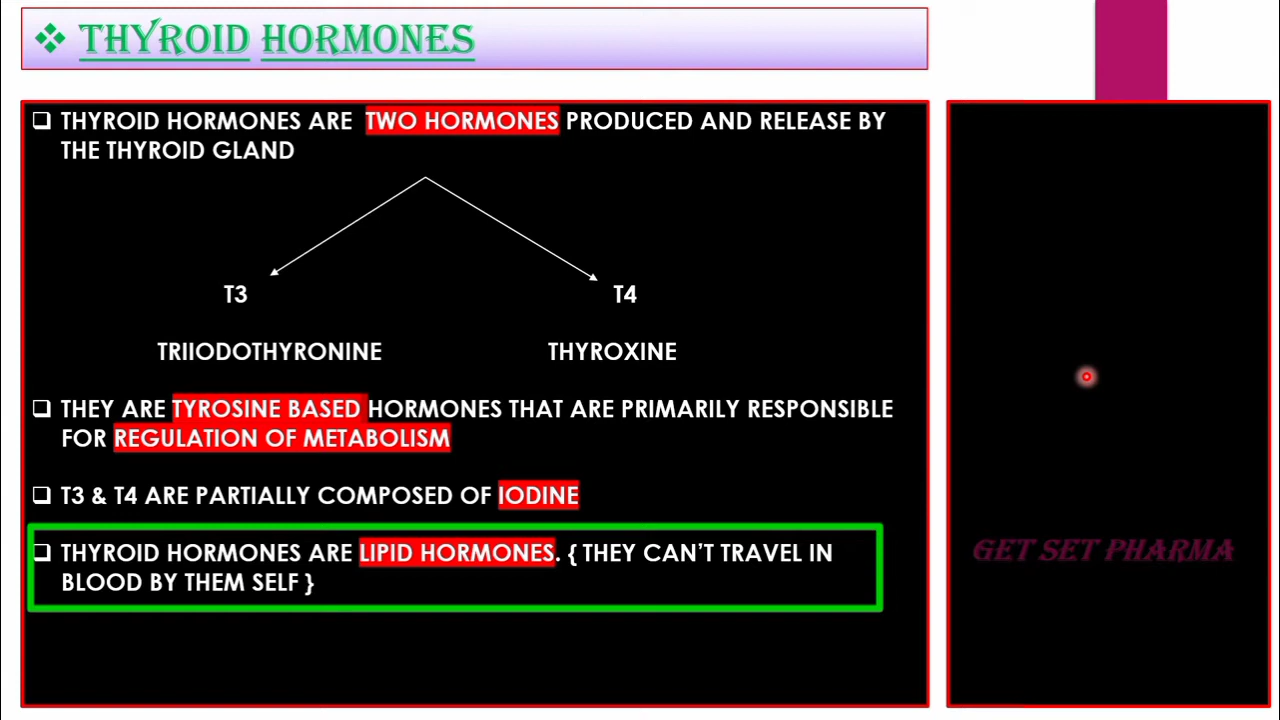 THYROID HORMONES
THYROID HORMONES ARE TWO HORMONES PRODUCED AND RELEASE BY
THE THYROID GLAND
T3 T4
TRIIODOTHYRONINE THYROXINE
THEY ARE TYROSINE BASED HORMONES THAT ARE PRIMARILY RESPONSIBLE
FOR REGULATION OF METABOLISM
T3 & T4 ARE PARTIALLY COMPOSED OF IODINE
THYROID HORMONES ARE LIPID HORMONES. { THEY CAN'T TRAVEL IN
BLOOD BY THEM SELF }
GET SET PHARMA